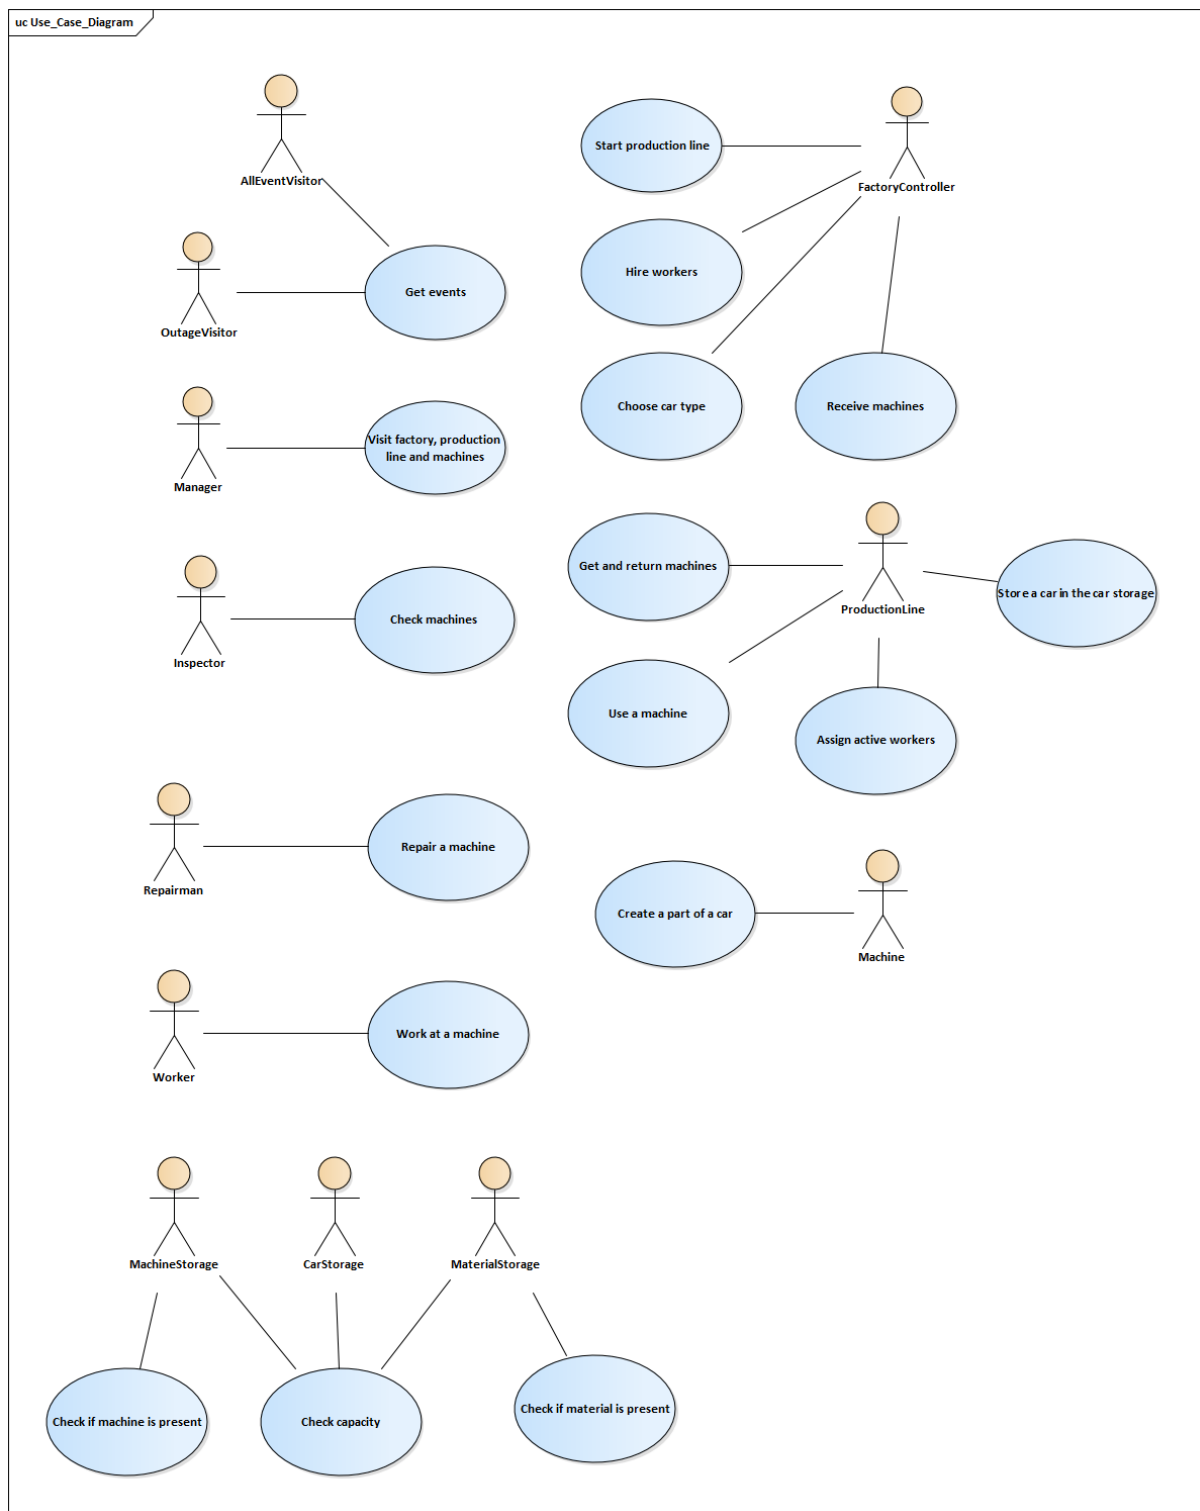 uc Use_Case_Diagram
AllEventVisitor
Start production line
FactoryController
Hire workers
Get events
OutageVisitor
Choose car type
Receive machines
Visit factory, production
line and machines
Manager
Get and return machines
ProductionLine
Store a car in the car storage
Check machines
Inspector
Use a machine
Assign active workers
Repair a machine
Repairman
Create a part of a car
Machine
Work at a machine
Worker
MachineStorage
CarStorage
MaterialStorage
Check if machine is present
Check capacity
Check if material is present